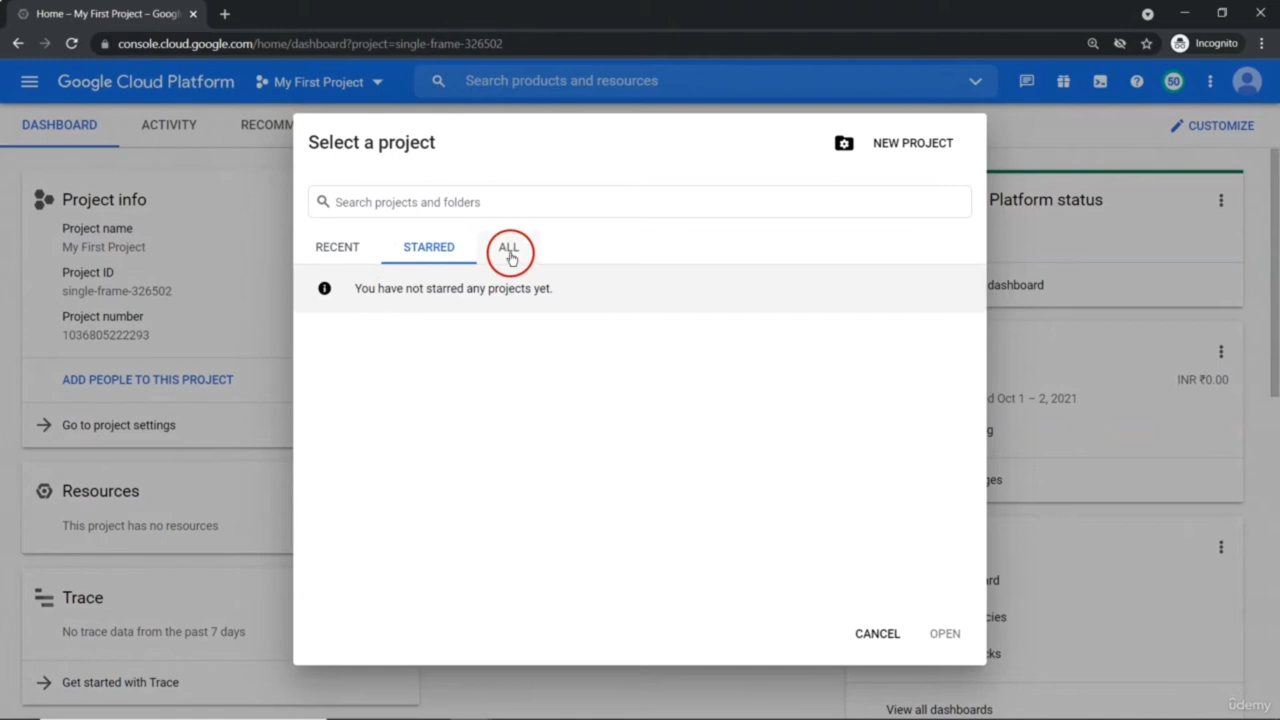 Home – My First Project – Googl
console.cloud.google.com/home/dashboard?project=single-frame-326502
Incognito
Google Cloud Platform
My First Project
Search products and resources
50
DASHBOARD
ACTIVITY
RECOMM
CUSTOMIZE
Select a project
NEW PROJECT
Search projects and folders
RECENT
STARRED
ALL
You have not starred any projects yet.
CANCEL
OPEN
Project info
Project name
My First Project
Project ID
single-frame-326502
Project number
1036805222293
ADD PEOPLE TO THIS PROJECT
Go to project settings
Resources
This project has no resources
Trace
No trace data from the past 7 days
Get started with Trace
Platform status
dashboard
INR ₹0.00
d Oct 1 – 2, 2021
g
ges
rd
cies
cks
View all dashboards
ûdemy